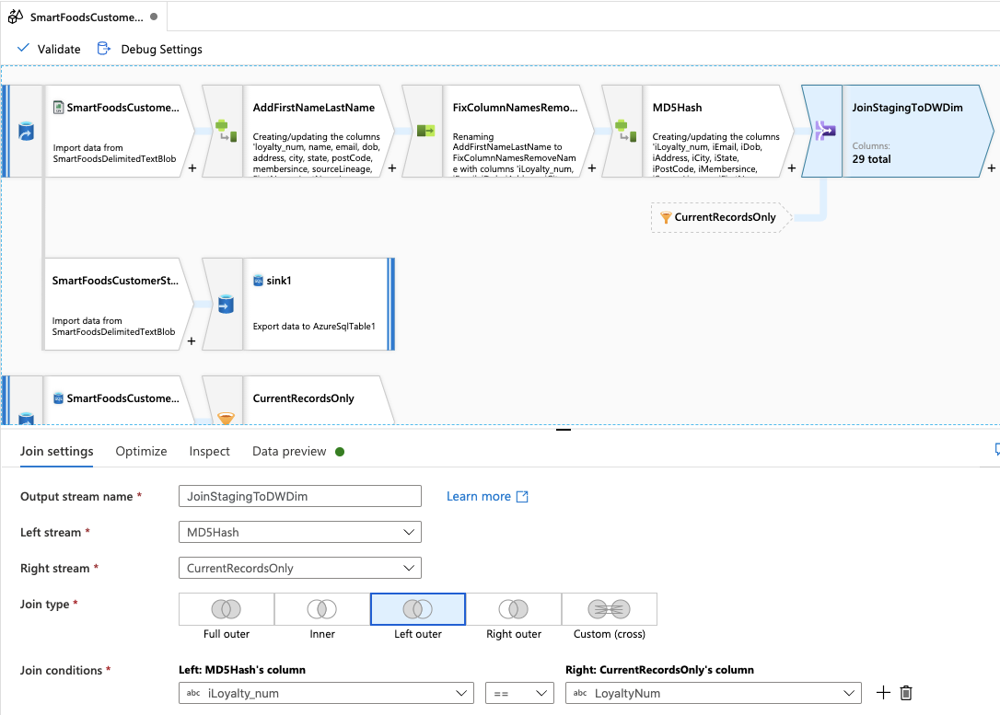 SmartFoodsCustome...
Validate
Debug Settings
SmartFoodsCustome...
Import data from
SmartFoodsDelimitedTextBlob
+
AddFirstNameLastName
Creating/updating the columns
'loyalty_num, name, email, dob,
address, city, state, postCode,
membersince, sourceLineage,
+
FixColumnNamesRemo...
Renaming
AddFirstNameLastName to
FixColumnNamesRemoveNam
e with columns 'iLoyalty_num,
+
MD5Hash
Creating/updating the columns
'iLoyalty_num, iEmail, iDob,
iAddress, iCity, iState,
iPostCode, iMembersince,
+
JoinStagingToDWDim
Columns:
29 total
+
CurrentRecordsOnly
SmartFoodsCustomerSt...
Import data from
SmartFoodsDelimitedTextBlob
+
SQL
sink1
Export data to AzureSqlTable1
SQL
SmartFoodsCustome...
CurrentRecordsOnly
Join settings
Optimize
Inspect
Data preview
Output stream name *
JoinStagingToDWDim
Learn more
Left stream *
MD5Hash
Right stream *
CurrentRecordsOnly
Join type *
Full outer
Inner
Left outer
Right outer
Custom (cross)
Join conditions *
Left: MD5Hash's column
Right: CurrentRecordsOnly's column
abc iLoyalty_num
==
abc LoyaltyNum
+